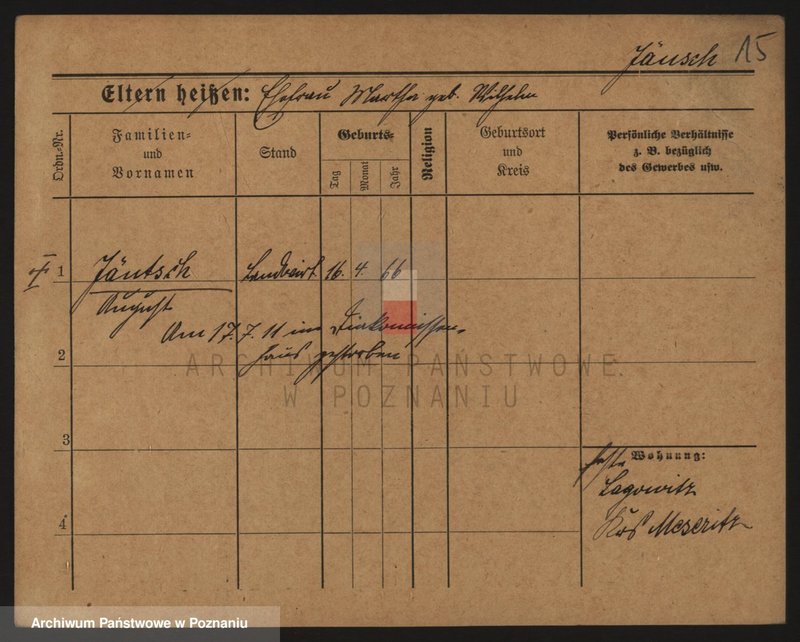 Jäusch 15
Eltern heißen: Ehefrau Martha geb. Wilhelm
Ordn.-Nr.
Familien- und Vornamen
Stand
Geburts-
Tag
Monat
Jahr
Religion
Geburtsort und Kreis
Persönliche Verhältnisse
z. B. bezüglich
des Gewerbes usw.
1 Jäntsch Landwirt 16. 4. 66
August
Am 17. 7. 11 im Diakonissen-
haus gestorben
2
ARCHIWUM PAŃSTWOWE
W POZNANIU
3
Wohnung:
Lagowitz
Krs Meseritz
4
Archiwum Państwowe w Poznaniu